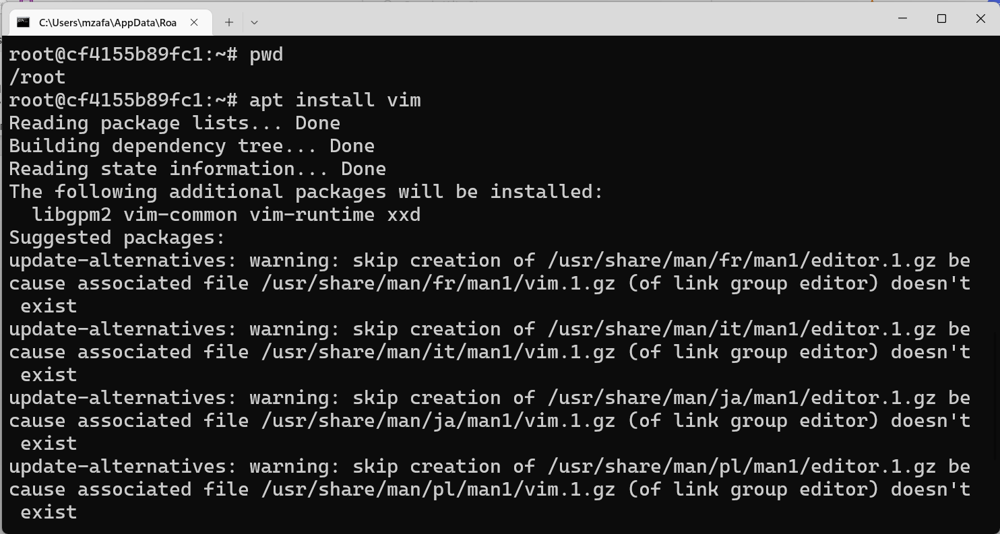 C:\Users\mzafa\AppData\Roa
root@cf4155b89fc1:~# pwd
/root
root@cf4155b89fc1:~# apt install vim
Reading package lists... Done
Building dependency tree... Done
Reading state information... Done
The following additional packages will be installed:
  libgpm2 vim-common vim-runtime xxd
Suggested packages:
update-alternatives: warning: skip creation of /usr/share/man/fr/man1/editor.1.gz be
cause associated file /usr/share/man/fr/man1/vim.1.gz (of link group editor) doesn't
 exist
update-alternatives: warning: skip creation of /usr/share/man/it/man1/editor.1.gz be
cause associated file /usr/share/man/it/man1/vim.1.gz (of link group editor) doesn't
 exist
update-alternatives: warning: skip creation of /usr/share/man/ja/man1/editor.1.gz be
cause associated file /usr/share/man/ja/man1/vim.1.gz (of link group editor) doesn't
 exist
update-alternatives: warning: skip creation of /usr/share/man/pl/man1/editor.1.gz be
cause associated file /usr/share/man/pl/man1/vim.1.gz (of link group editor) doesn't
 exist